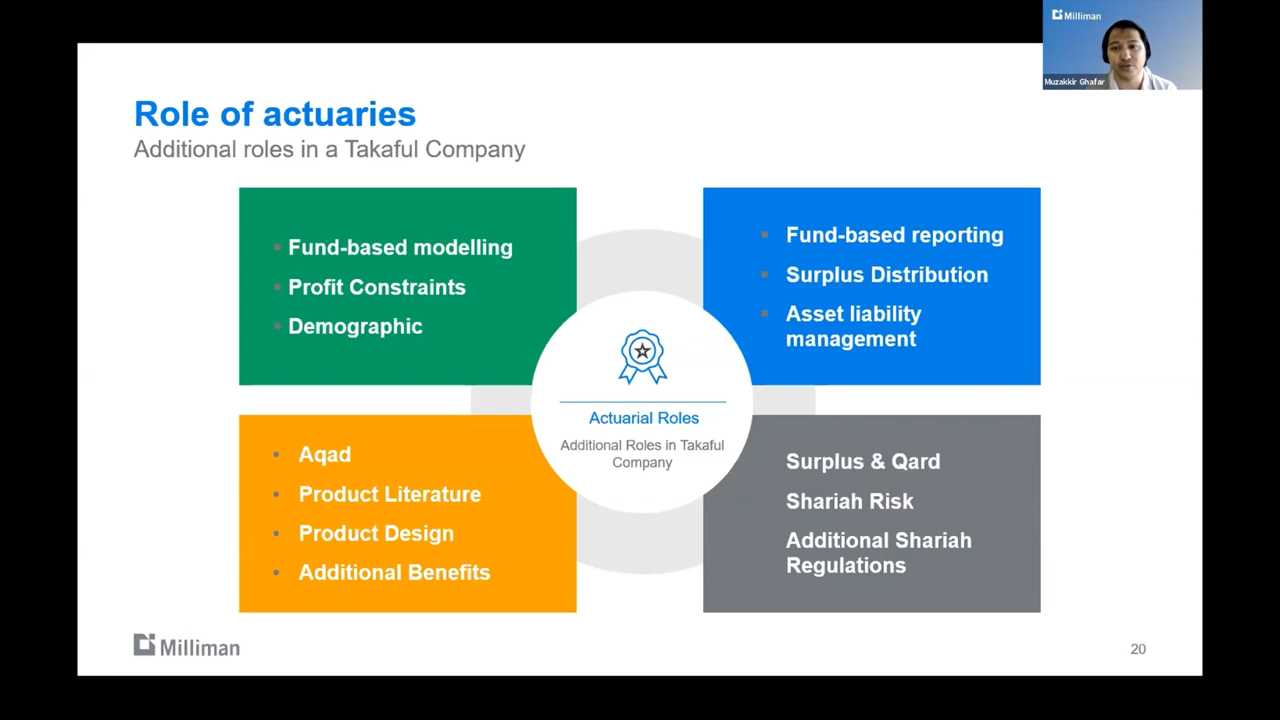 Milliman
Muzakkir Ghafar
Role of actuaries
Additional roles in a Takaful Company
Fund-based modelling
Profit Constraints
Demographic
Fund-based reporting
Surplus Distribution
Asset liability
management
Actuarial Roles
Additional Roles in Takaful
Company
Aqad
Product Literature
Product Design
Additional Benefits
Surplus & Qard
Shariah Risk
Additional Shariah
Regulations
Milliman
20